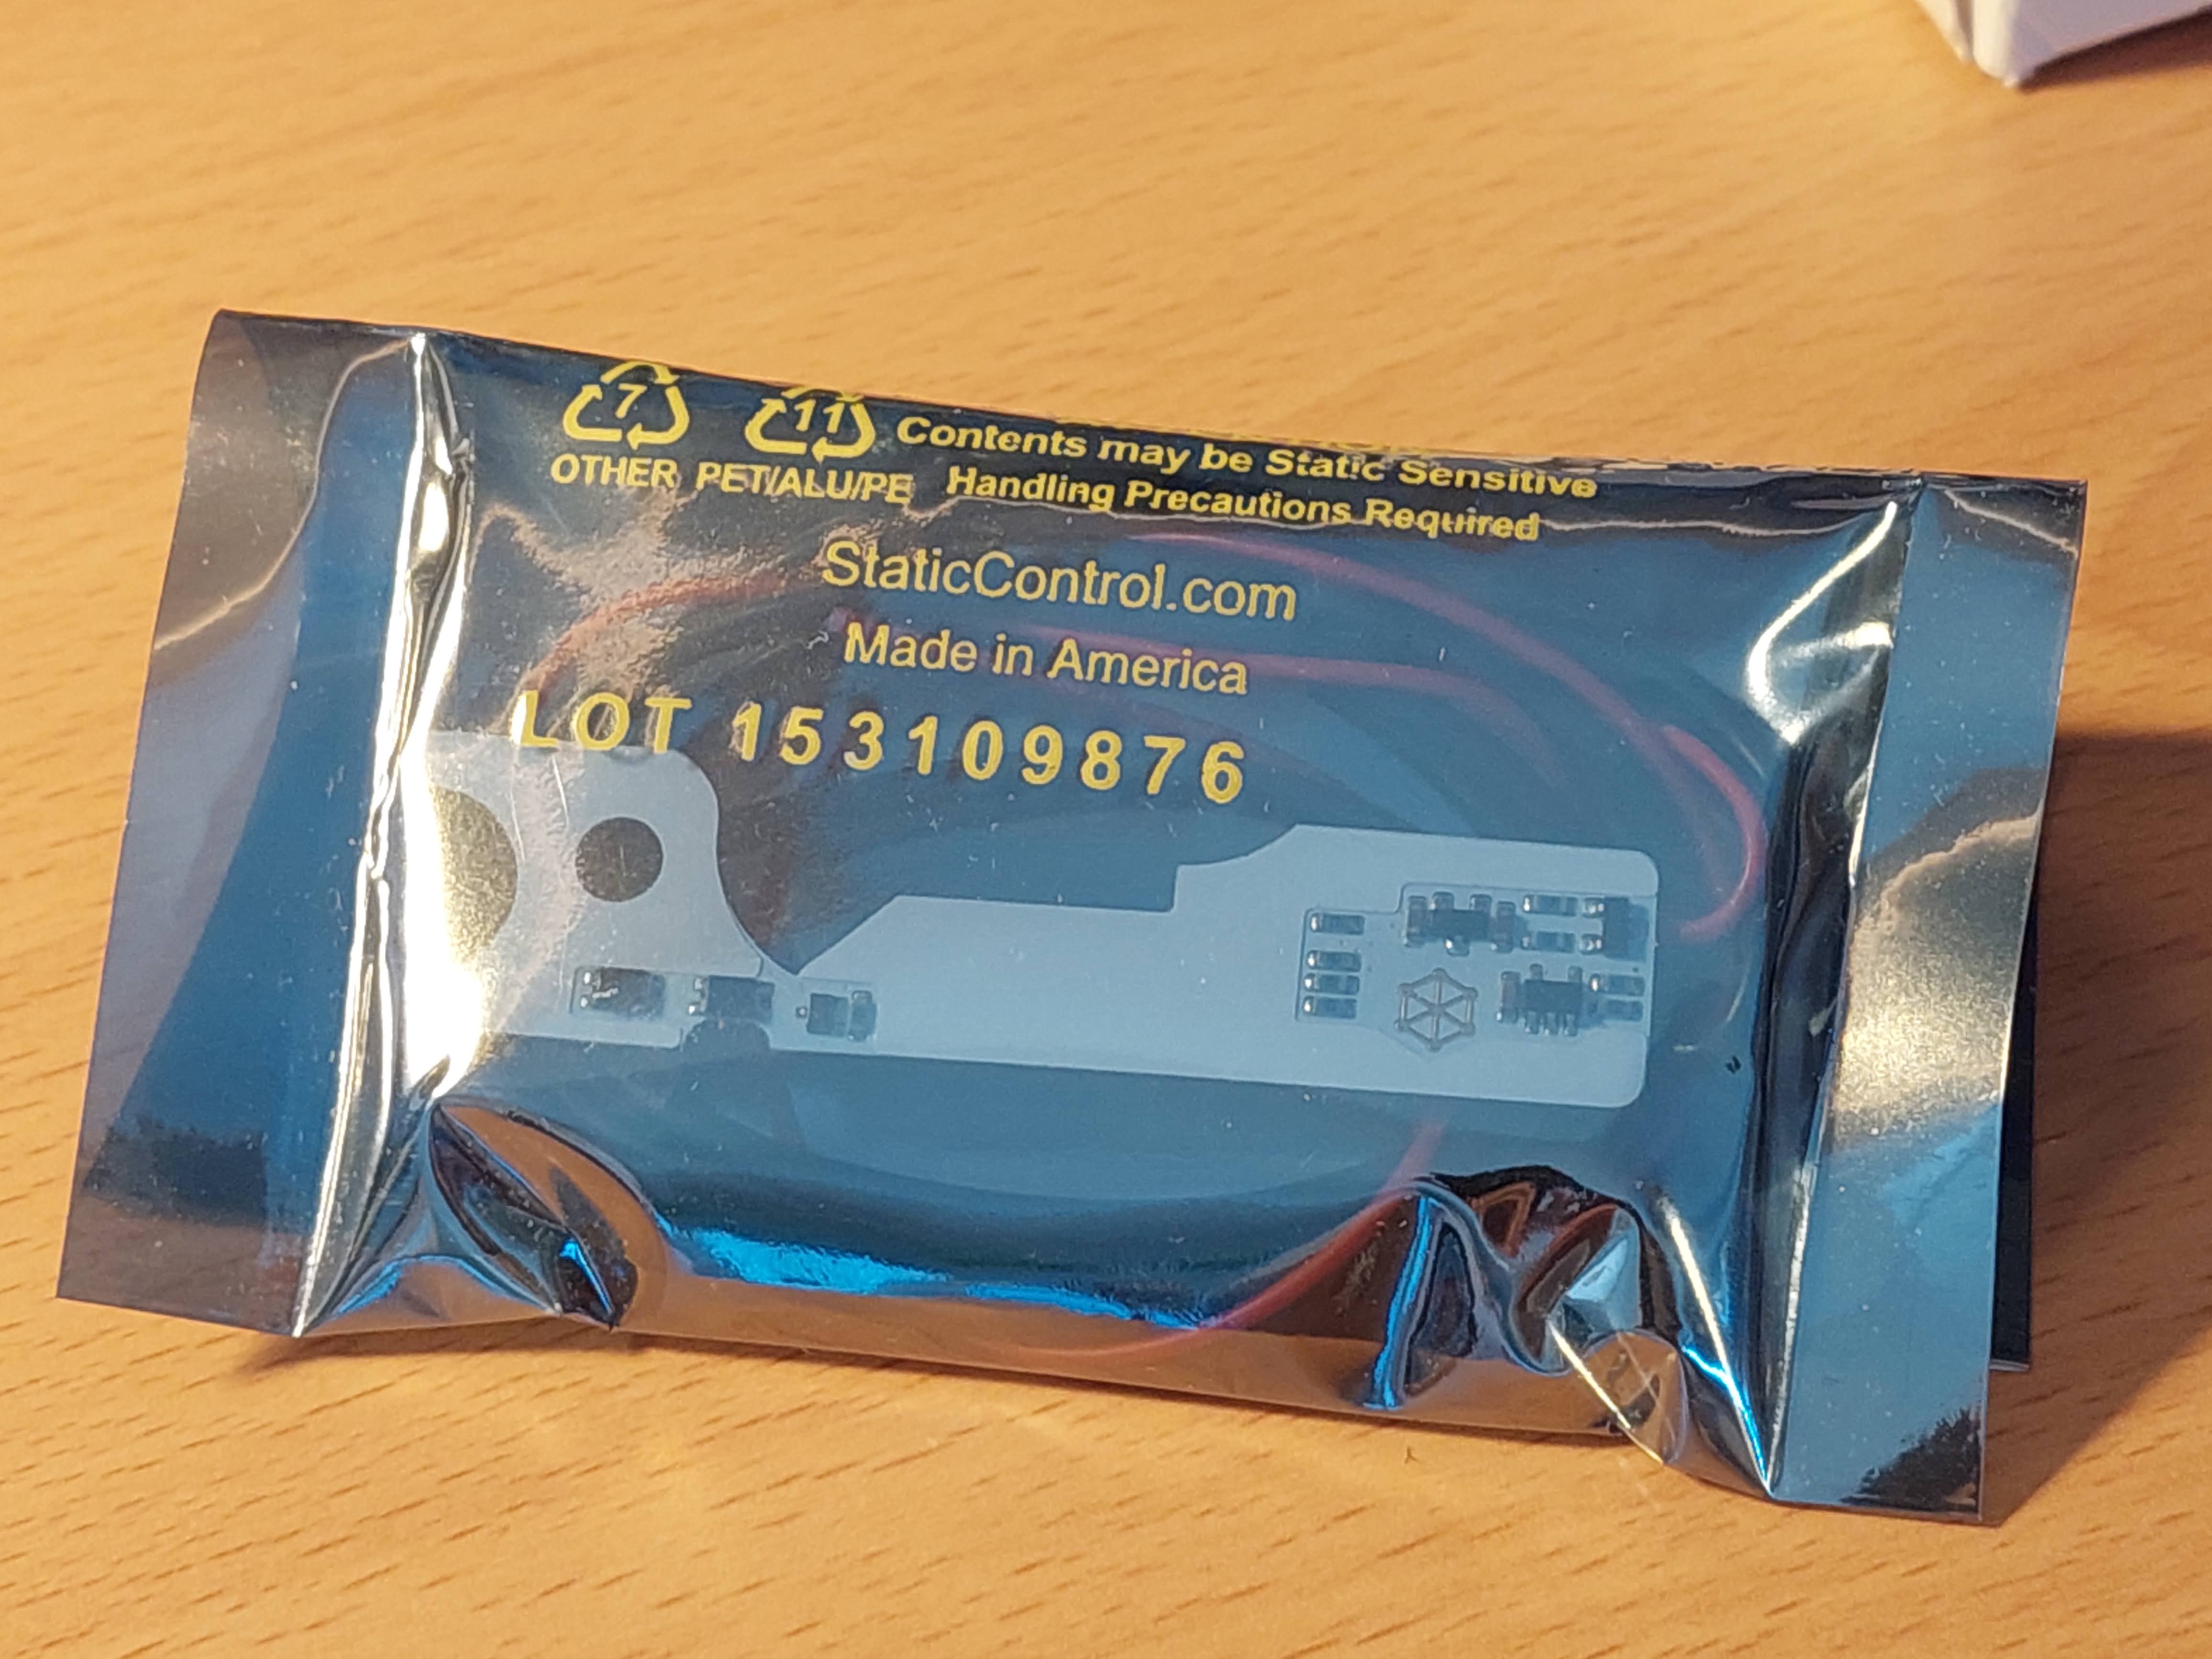 7 11 Contents may be Static Sensitive
OTHER PET/ALU/PE Handling Precautions Required
StaticControl.com
Made in America
LOT 153109876